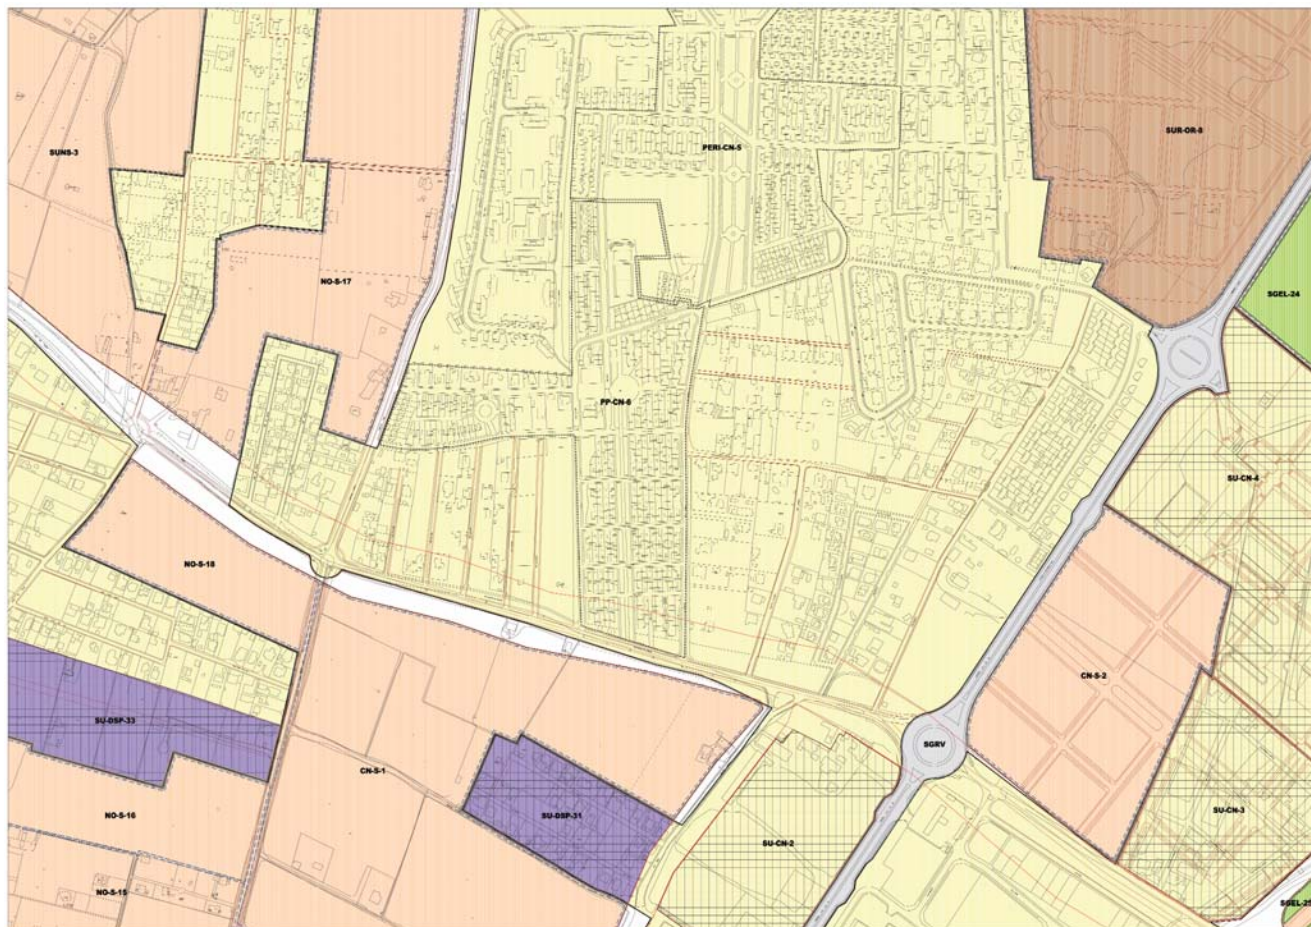 SUR-OR-8
PERI-CN-5
SUNS-3
NO-S-17
SGEL-24
PP-CN-6
SU-CN-4
NO-S-18
CN-S-2
SU-DSP-33
SGRV
CN-S-1
SU-CN-3
NO-S-16
SU-DSP-31
SU-CN-2
NO-S-15
SGEL-25